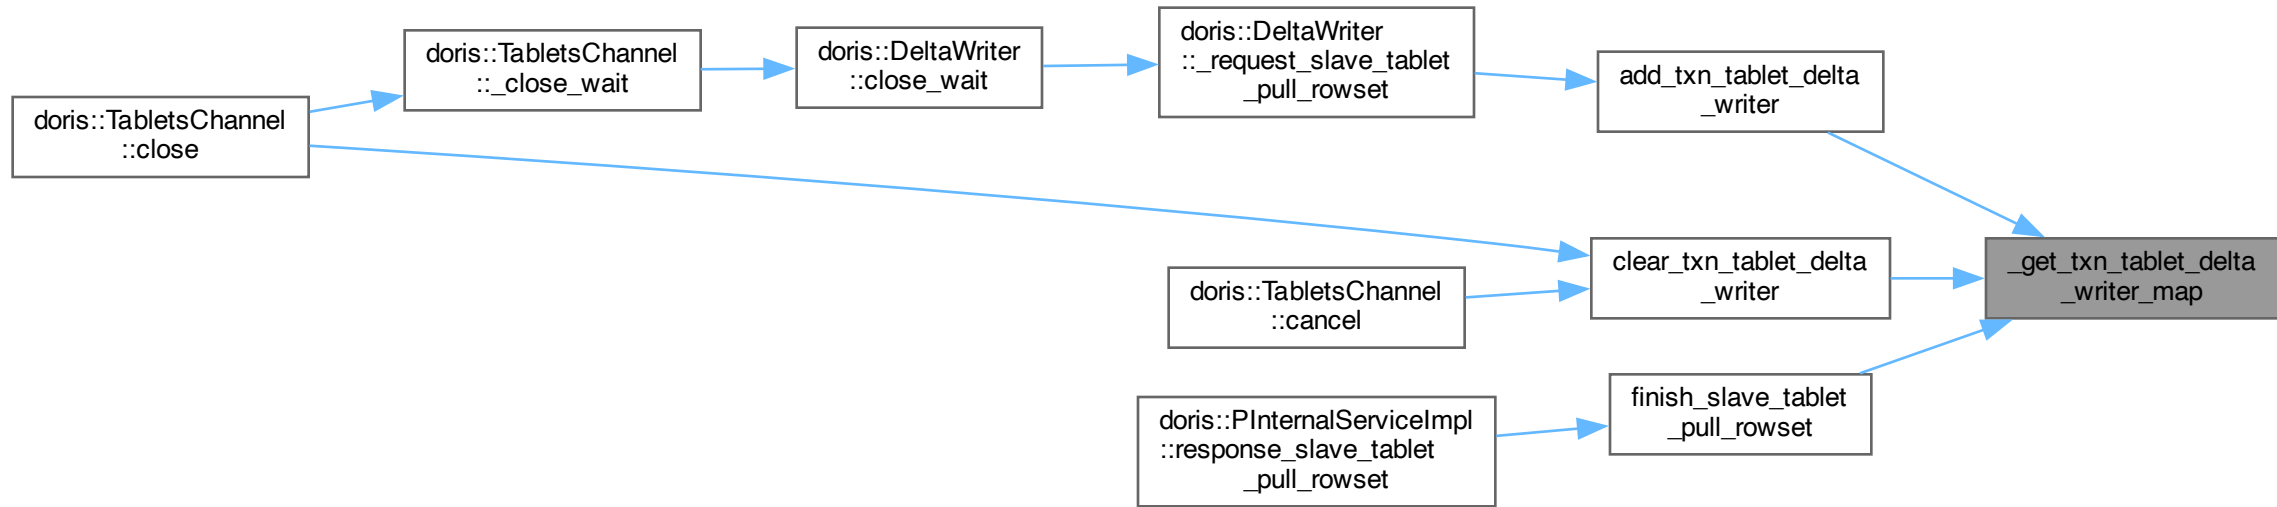 doris::TabletsChannel
::close
doris::TabletsChannel
::_close_wait
doris::DeltaWriter
::close_wait
doris::DeltaWriter
::_request_slave_tablet
_pull_rowset
add_txn_tablet_delta
_writer
_get_txn_tablet_delta
_writer_map
clear_txn_tablet_delta
_writer
doris::TabletsChannel
::cancel
finish_slave_tablet
_pull_rowset
doris::PInternalServiceImpl
::response_slave_tablet
_pull_rowset